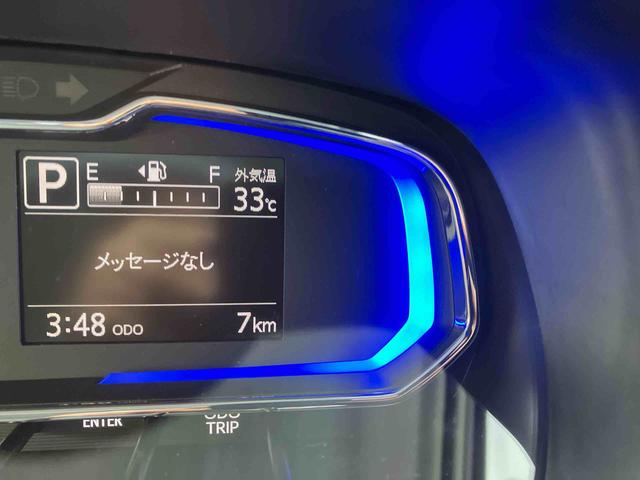 P E F 外気温
33℃
メッセージなし
3:48 ODO 7km
ENTER ODO
TRIP